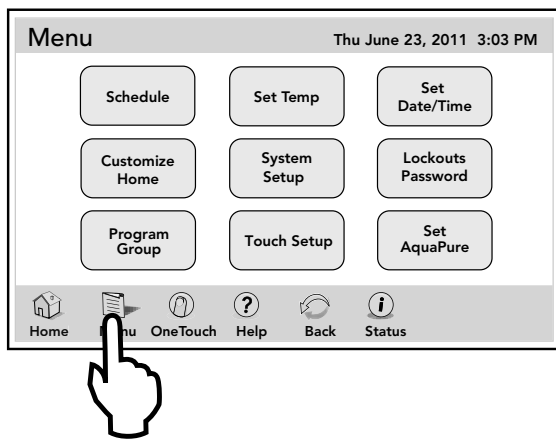 Menu
Thu June 23, 2011 3:03 PM
Schedule
Set Temp
Set
Date/Time
Customize
Home
System
Setup
Lockouts
Password
Program
Group
Touch Setup
Set
AquaPure
?
i
Home
OneTouch
Help
Back
Status